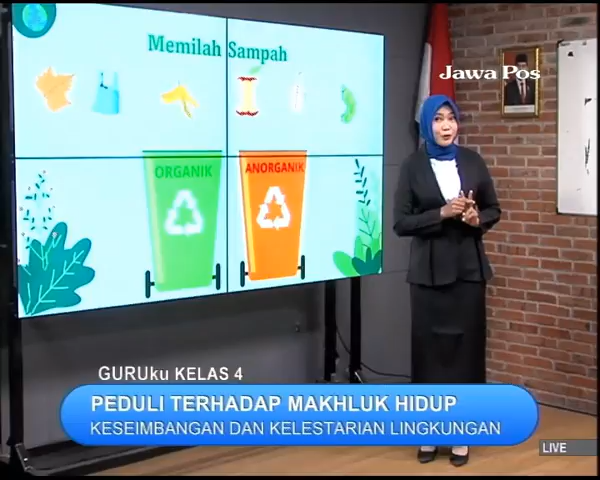 Memilah Sampah
Jawa Pos
ORGANIK
ANORGANIK
GURUku KELAS 4
PEDULI TERHADAP MAKHLUK HIDUP
KESEIMBANGAN DAN KELESTARIAN LINGKUNGAN
LIVE